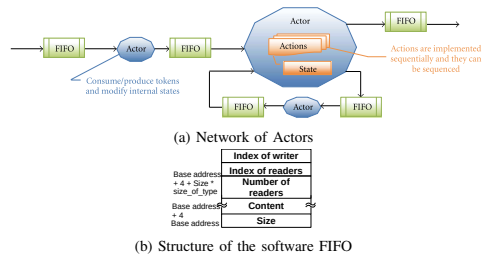 Actor
FIFO
FIFO
Actor
FIFO
Actions
Actions are implemented
sequentially and they can
be sequenced
State
Consume/produce tokens
and modify internal states
FIFO
Actor
FIFO
(a) Network of Actors
Index of writer
Index of readers
Base address
+ 4 + Size *
size_of_type
Number of
readers
Base address
+ 4
Content
Base address
Size
(b) Structure of the software FIFO